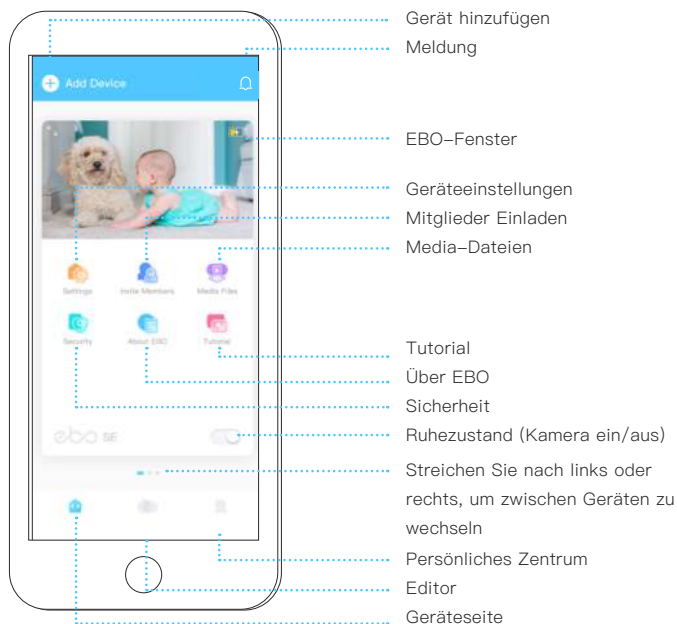 Gerät hinzufügen
Meldung
Add Device
EBO-Fenster
Geräteeinstellungen
Mitglieder Einladen
Media-Dateien
Settings
Invite Members
Media Files
Security
About EBO
Tutorial
Tutorial
Über EBO
Sicherheit
ebo SE
Ruhezustand (Kamera ein/aus)
Streichen Sie nach links oder
rechts, um zwischen Geräten zu
wechseln
Persönliches Zentrum
Editor
Geräteseite